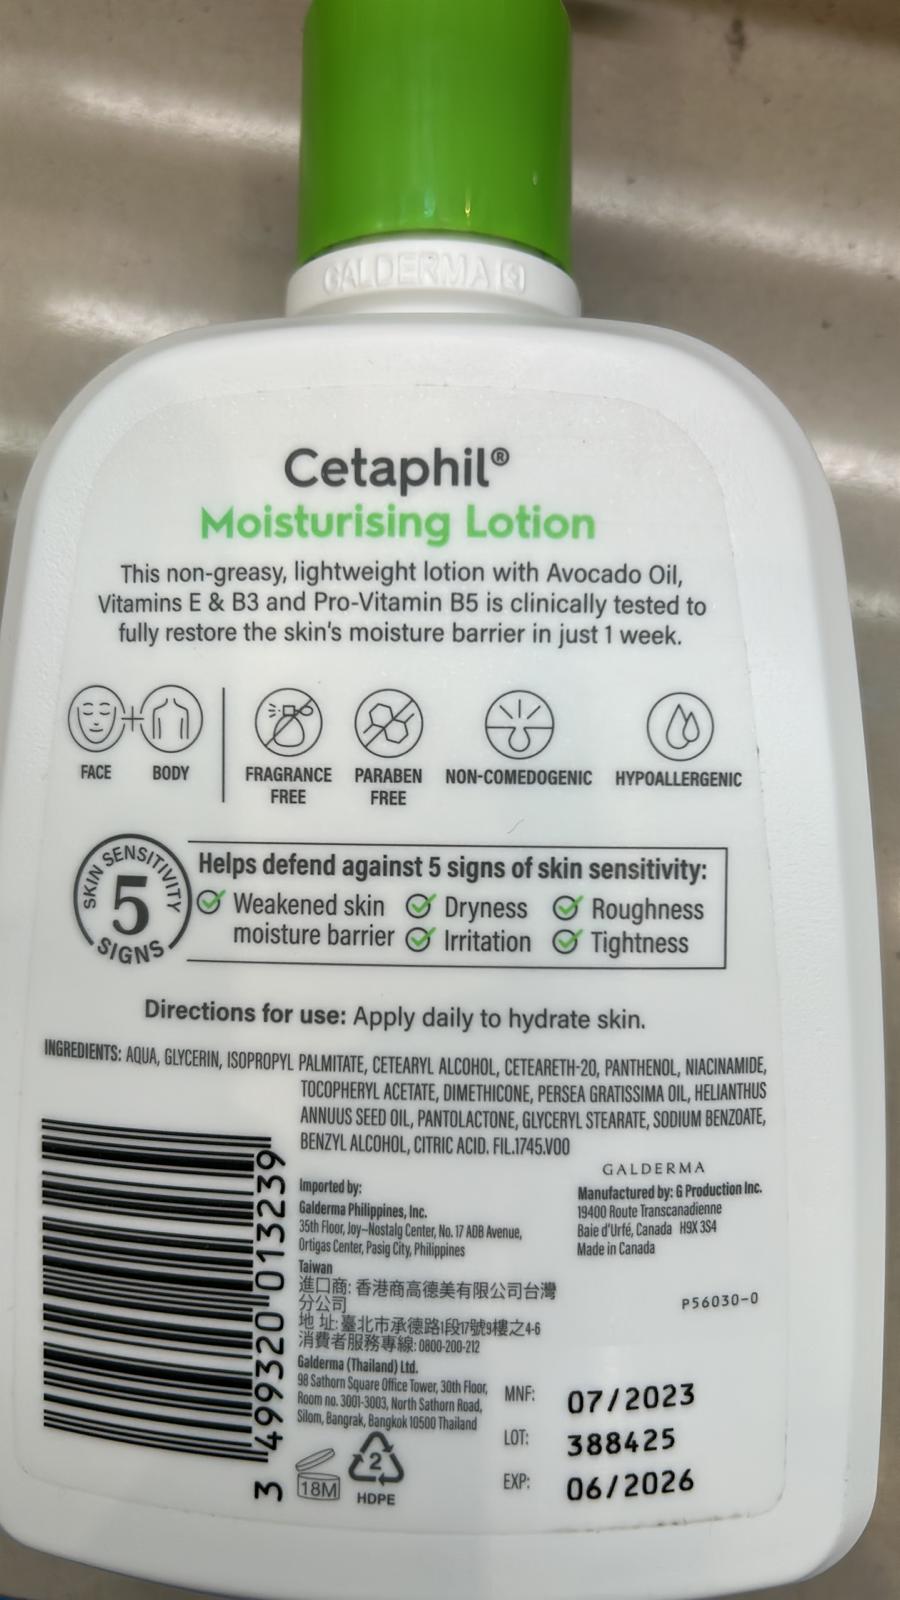 GALDERMA
Cetaphil®
Moisturising Lotion
This non-greasy, lightweight lotion with Avocado Oil,
Vitamins E & B3 and Pro-Vitamin B5 is clinically tested to
fully restore the skin's moisture barrier in just 1 week.
FACE + BODY
FRAGRANCE FREE
PARABEN FREE
NON-COMEDOGENIC
HYPOALLERGENIC
SKIN SENSITIVITY
5
SIGNS
Helps defend against 5 signs of skin sensitivity:
Weakened skin moisture barrier
Dryness
Roughness
Irritation
Tightness
Directions for use: Apply daily to hydrate skin.
INGREDIENTS: AQUA, GLYCERIN, ISOPROPYL PALMITATE, CETEARYL ALCOHOL, CETEARETH-20, PANTHENOL, NIACINAMIDE,
TOCOPHERYL ACETATE, DIMETHICONE, PERSEA GRATISSIMA OIL, HELIANTHUS
ANNUUS SEED OIL, PANTOLACTONE, GLYCERYL STEARATE, SODIUM BENZOATE,
BENZYL ALCOHOL, CITRIC ACID. FIL.1745.V00
3 499320 013239
Imported by:
Galderma Philippines, Inc.
35th Floor, Joy~Nostalg Center, No. 17 ADB Avenue,
Ortigas Center, Pasig City, Philippines
Taiwan
進口商: 香港商高德美有限公司台灣
分公司
地 址: 臺北市承德路1段17號9樓之4-6
消費者服務專線: 0800-200-212
Galderma (Thailand) Ltd.
98 Sathorn Square Office Tower, 30th Floor,
Room no. 3001-3003, North Sathorn Road,
Silom, Bangrak, Bangkok 10500 Thailand
18M
2
HDPE
GALDERMA
Manufactured by: G Production Inc.
19400 Route Transcanadienne
Baie d'Urfé, Canada H9X 3S4
Made in Canada
P56030-0
MNF: 07/2023
LOT: 388425
EXP: 06/2026